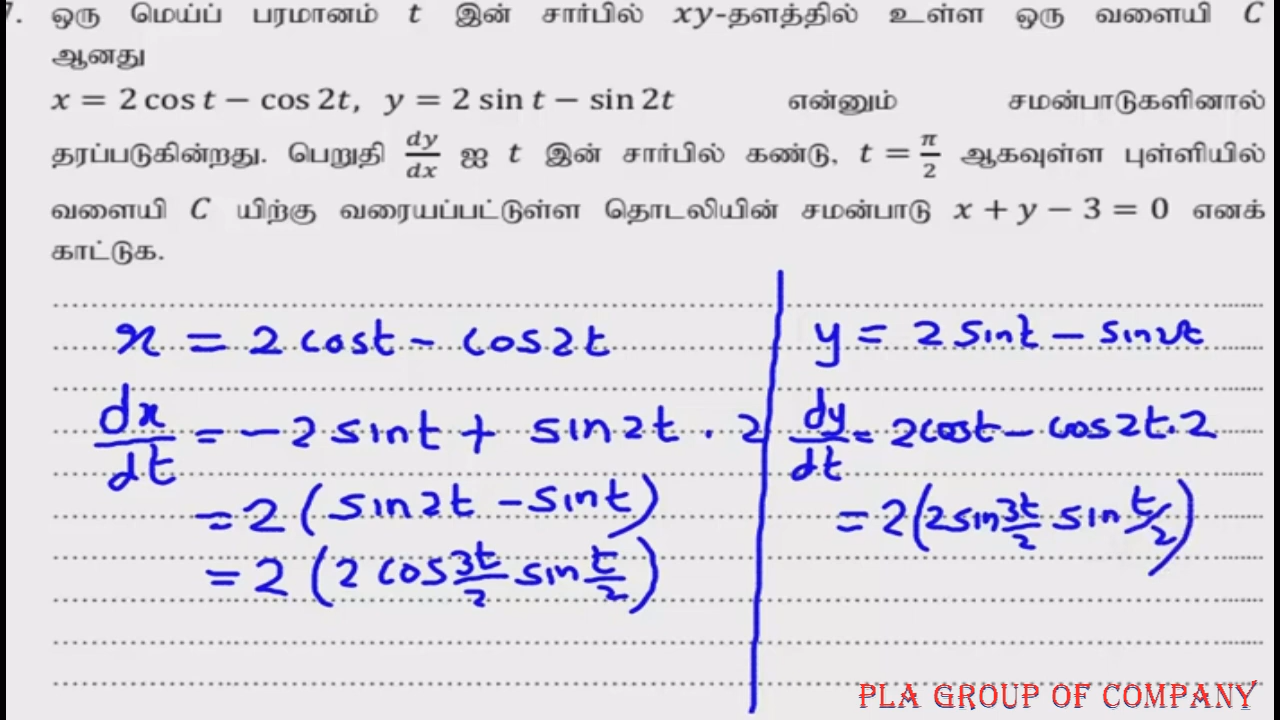 7. ஒரு மெய்ப் பரமானம் t இன் சார்பில் xy-தளத்தில் உள்ள ஒரு வளையி C
ஆனது
x = 2 cos t − cos 2t, y = 2 sin t − sin 2t என்னும் சமன்பாடுகளினால்
தரப்படுகின்றது. பெறுதி dy/dx ஐ t இன் சார்பில் கண்டு, t = π/2 ஆகவுள்ள புள்ளியில்
வளையி C யிற்கு வரையப்பட்டுள்ள தொடலியின் சமன்பாடு x + y − 3 = 0 எனக்
காட்டுக.
x = 2 cost − cos2t
dx/dt = −2 sint + sin2t . 2
= 2 (sin2t − sint)
= 2 (2 cos 3t/2 sin t/2)
y = 2 sint − sin2t
dy/dt = 2cost − cos2t.2
= 2(2sin 3t/2 sin t/2)
PLA GROUP OF COMPANY